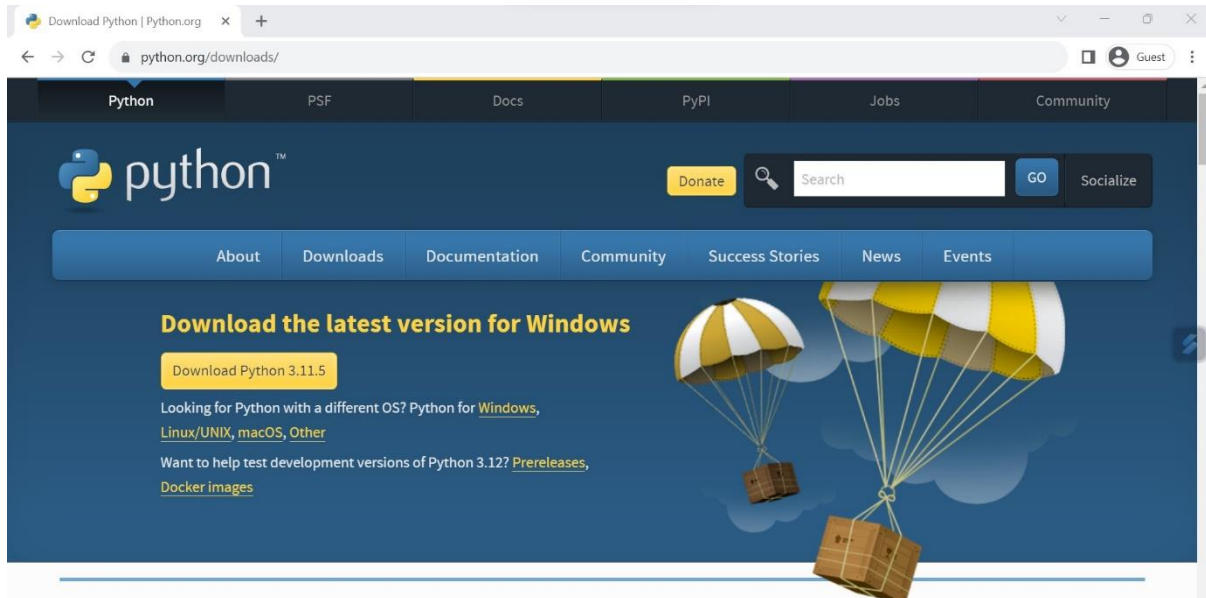 Download Python | Python.org
python.org/downloads/
Guest
Python PSF Docs PyPI Jobs Community
python™
Donate Search GO Socialize
About Downloads Documentation Community Success Stories News Events
Download the latest version for Windows
Download Python 3.11.5
Looking for Python with a different OS? Python for Windows,
Linux/UNIX, macOS, Other
Want to help test development versions of Python 3.12? Prereleases,
Docker images